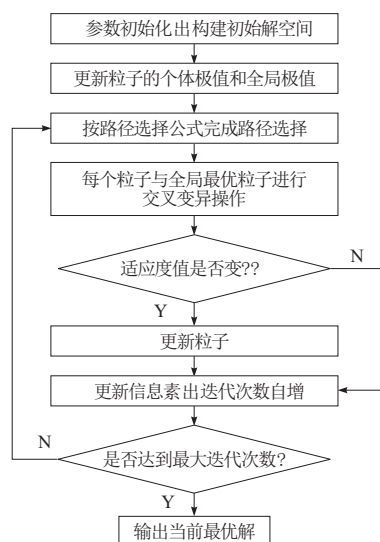 参数初始化出构建初始解空间
更新粒子的个体极值和全局极值
按路径选择公式完成路径选择
每个粒子与全局最优粒子进行
交叉变异操作
适应度值是否变??
N
Y
更新粒子
更新信息素出迭代次数自增
N
是否达到最大迭代次数?
Y
输出当前最优解